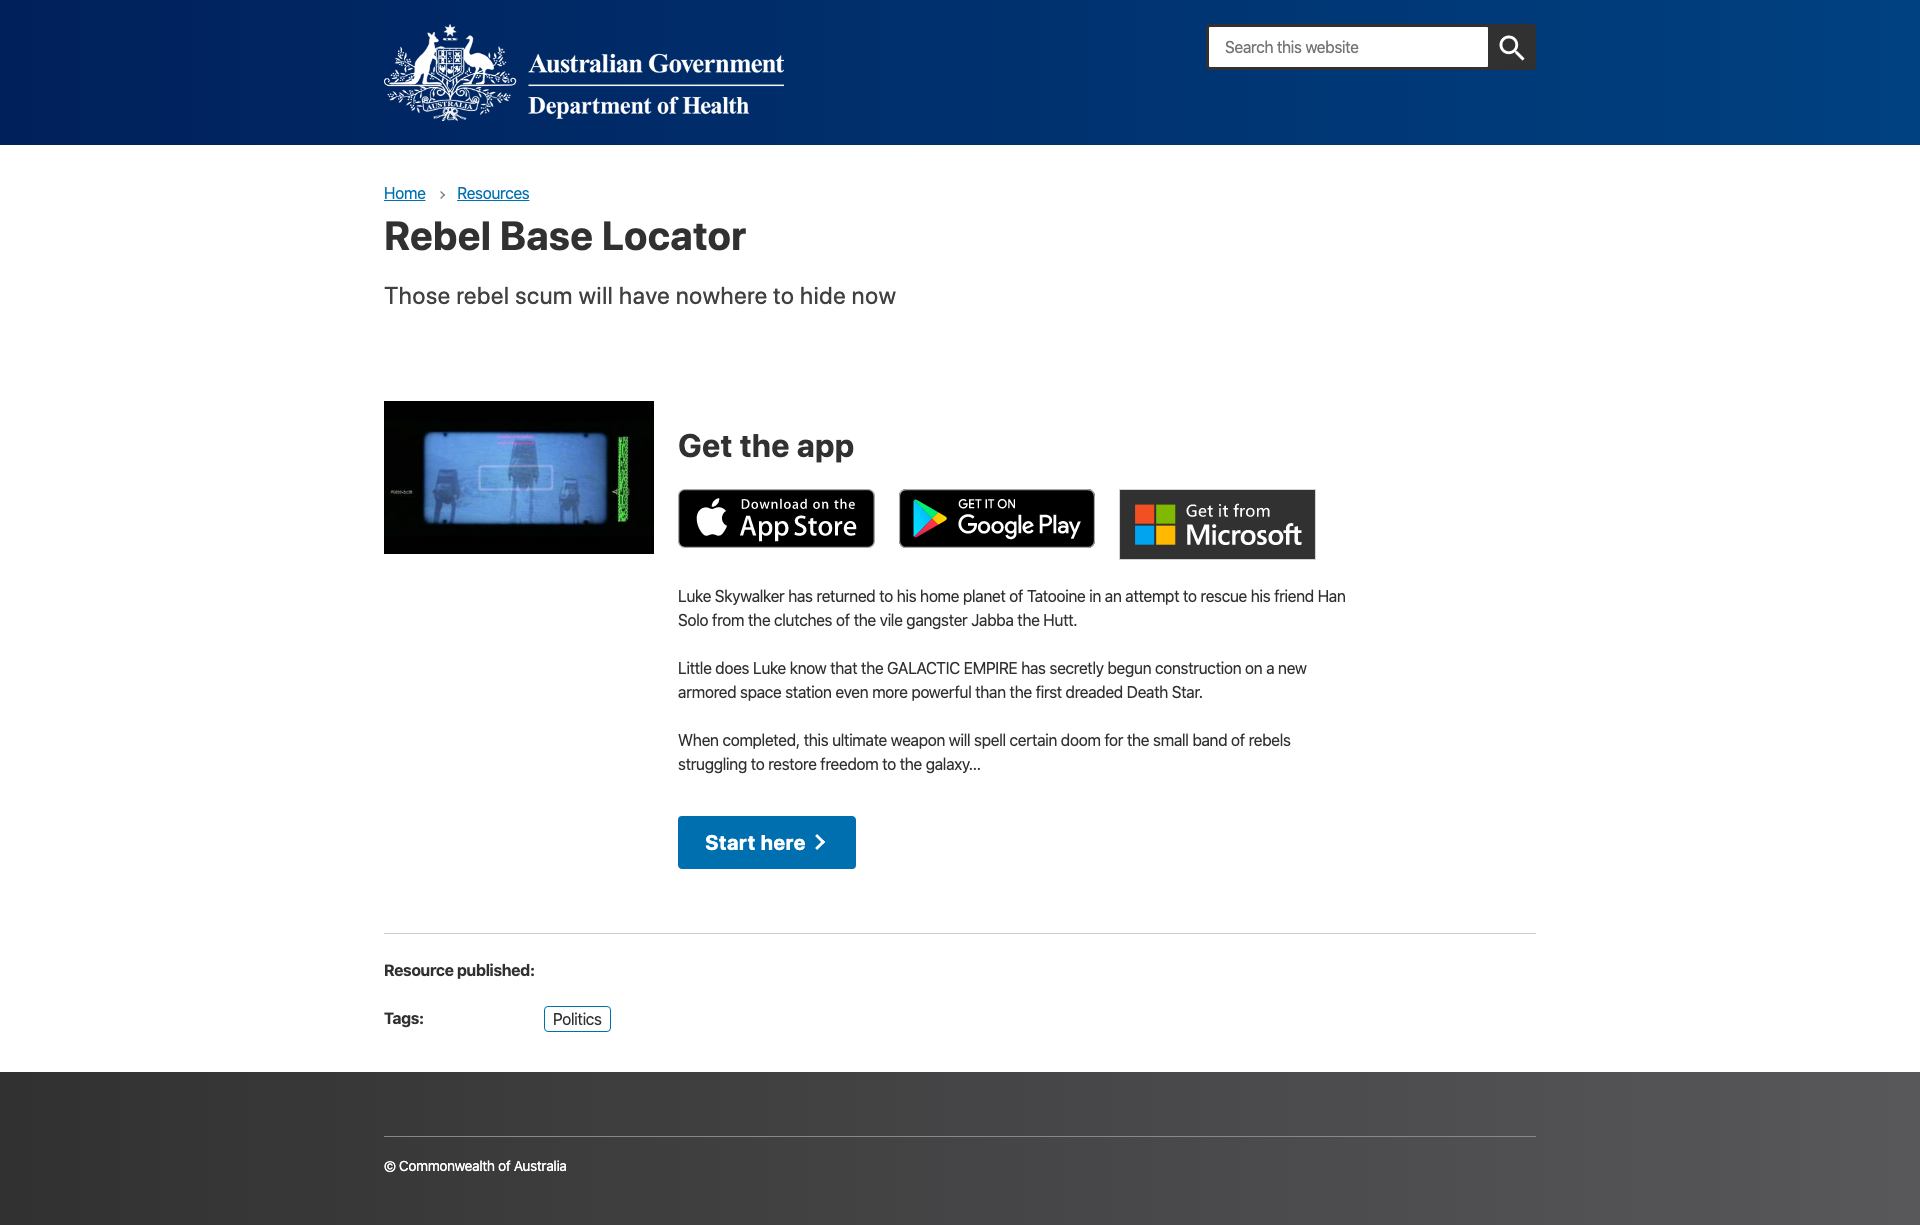 Australian Government
Department of Health
AUSTRALIA
Search this website
Home › Resources
Rebel Base Locator
Those rebel scum will have nowhere to hide now
Get the app
Download on the
App Store
GET IT ON
Google Play
Get it from
Microsoft
Luke Skywalker has returned to his home planet of Tatooine in an attempt to rescue his friend Han
Solo from the clutches of the vile gangster Jabba the Hutt.
Little does Luke know that the GALACTIC EMPIRE has secretly begun construction on a new
armored space station even more powerful than the first dreaded Death Star.
When completed, this ultimate weapon will spell certain doom for the small band of rebels
struggling to restore freedom to the galaxy...
Start here
Resource published:
Tags: Politics
© Commonwealth of Australia